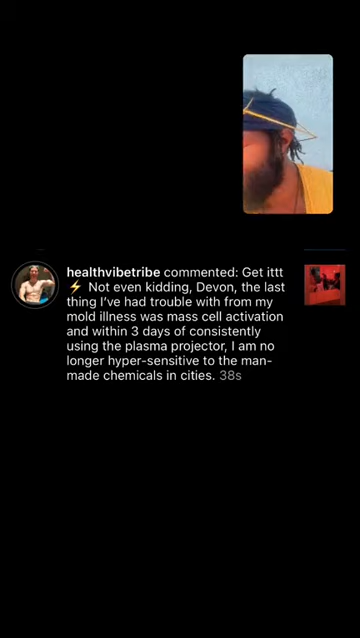 healthvibetribe commented: Get ittt
⚡ Not even kidding, Devon, the last
thing I've had trouble with from my
mold illness was mass cell activation
and within 3 days of consistently
using the plasma projector, I am no
longer hyper-sensitive to the man-
made chemicals in cities. 38s